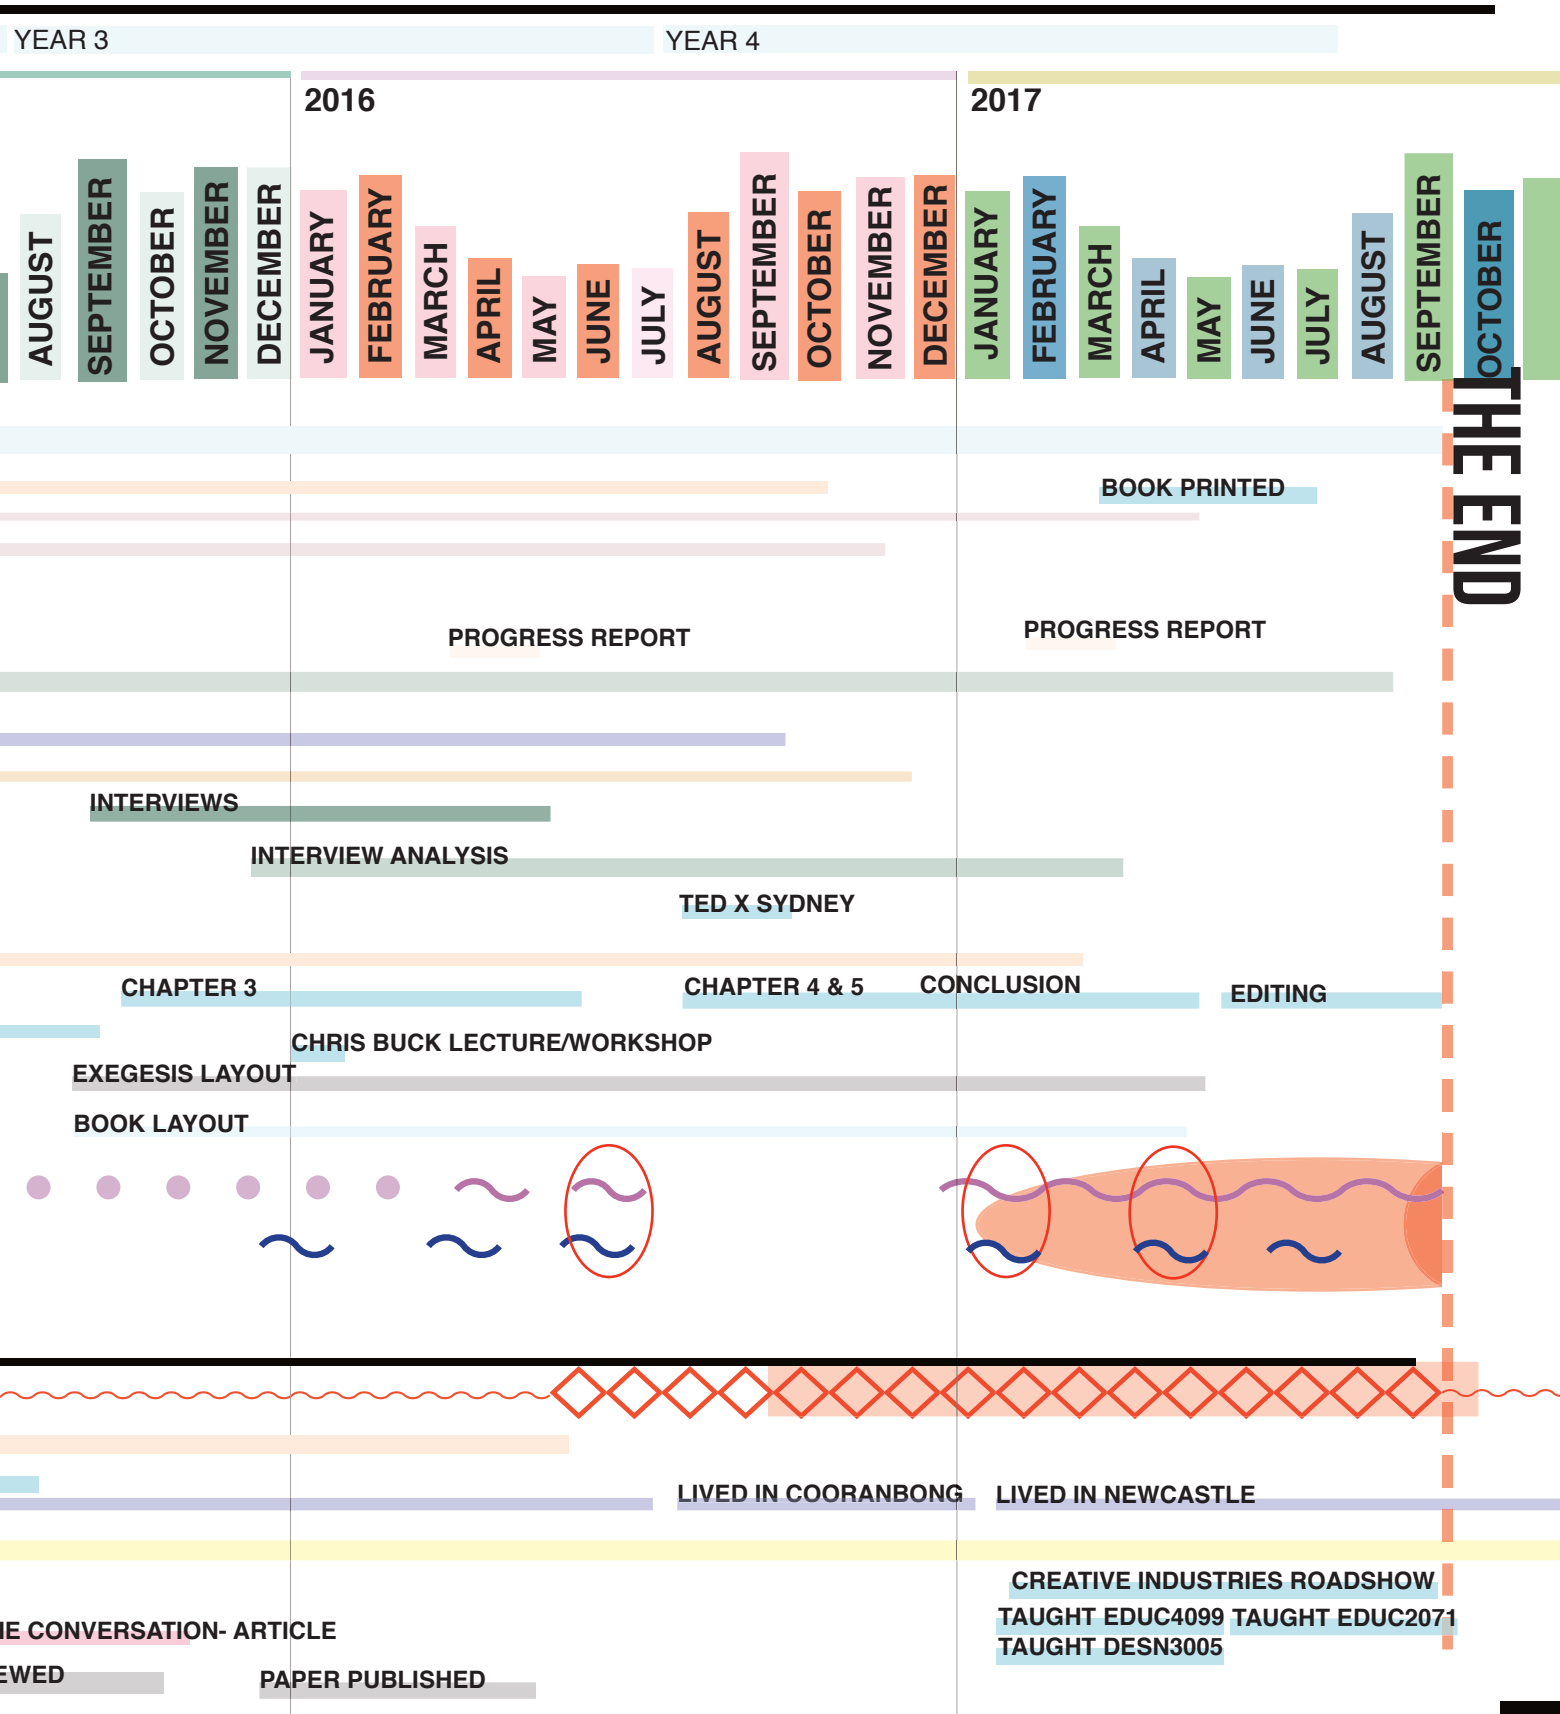 YEAR 3
YEAR 4
2016
2017
AUGUST
SEPTEMBER
OCTOBER
NOVEMBER
DECEMBER
JANUARY
FEBRUARY
MARCH
APRIL
MAY
JUNE
JULY
AUGUST
SEPTEMBER
OCTOBER
NOVEMBER
DECEMBER
JANUARY
FEBRUARY
MARCH
APRIL
MAY
JUNE
JULY
AUGUST
SEPTEMBER
OCTOBER
THE END
BOOK PRINTED
PROGRESS REPORT
PROGRESS REPORT
INTERVIEWS
INTERVIEW ANALYSIS
TED X SYDNEY
CHAPTER 3
CHAPTER 4 & 5
CONCLUSION
EDITING
CHRIS BUCK LECTURE/WORKSHOP
EXEGESIS LAYOUT
BOOK LAYOUT
LIVED IN COORANBONG
LIVED IN NEWCASTLE
CREATIVE INDUSTRIES ROADSHOW
TAUGHT EDUC4099
TAUGHT EDUC2071
HE CONVERSATION- ARTICLE
TAUGHT DESN3005
EWED
PAPER PUBLISHED